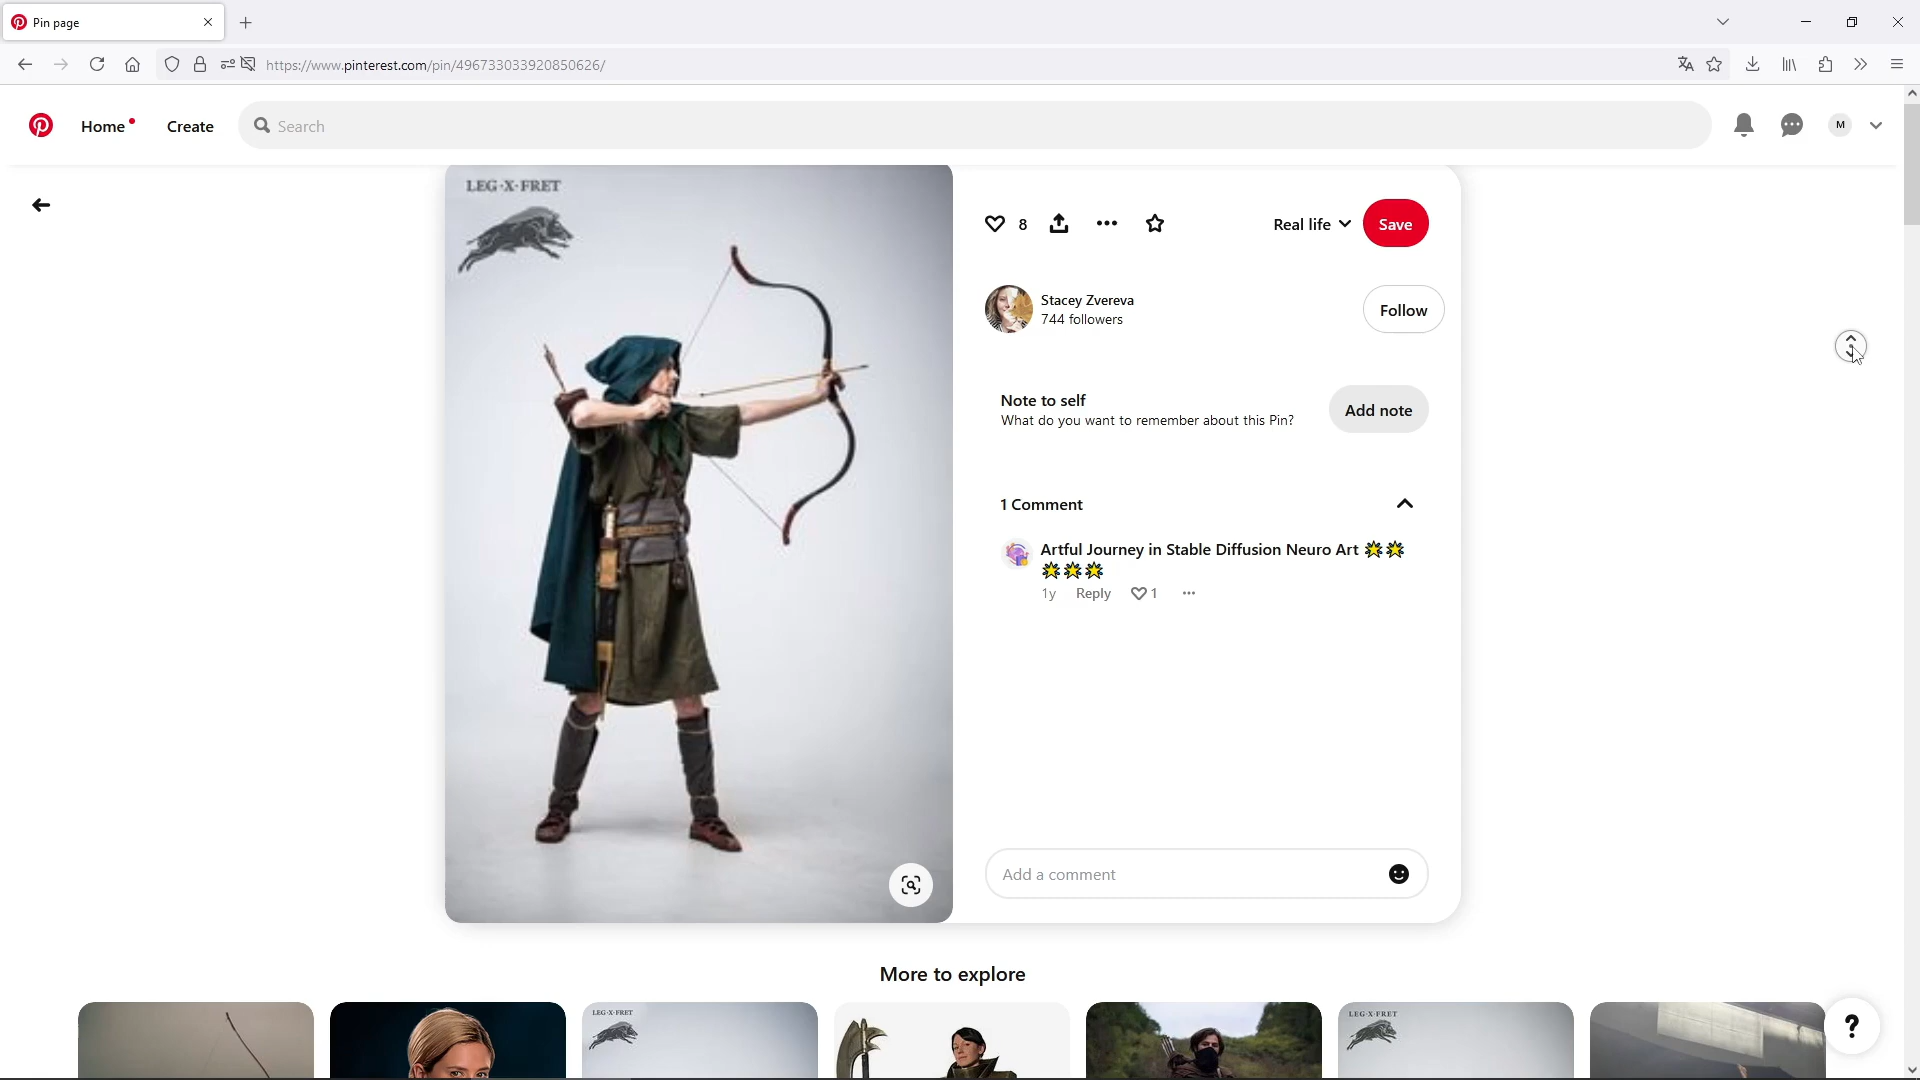 Pin page
https://www.pinterest.com/pin/496733033920850626/
Home
Create
Search
M
LEG·X·FRET
8
Real life
Save
Stacey Zvereva
744 followers
Follow
Note to self
What do you want to remember about this Pin?
Add note
1 Comment
Artful Journey in Stable Diffusion Neuro Art 🌟🌟
🌟🌟🌟
1y Reply 1
Add a comment
More to explore
LEG·X·FRET
LEG·X·FRET
?